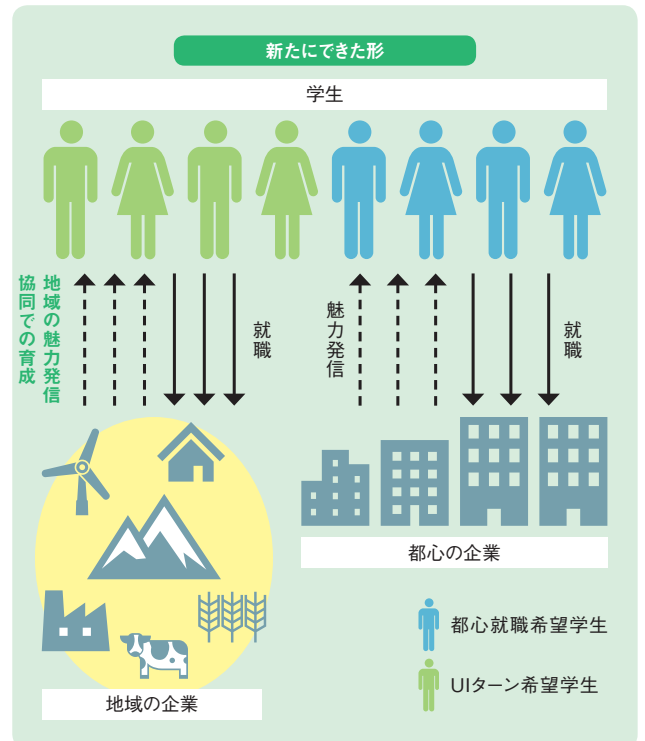 新たにできた形
学生
地域の魅力発信
協同での育成
就職
魅力発信
就職
都心の企業
都心就職希望学生
UIターン希望学生
地域の企業